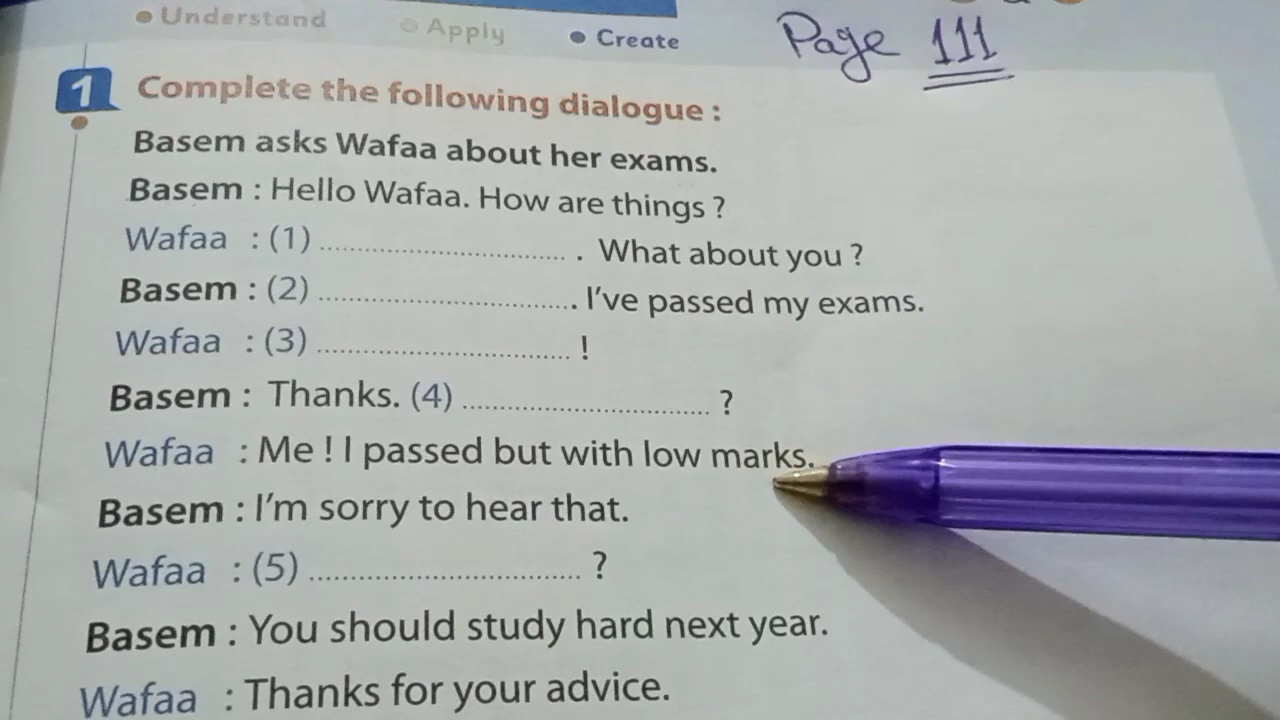 Understand Apply Create
Page 111
1 Complete the following dialogue :
Basem asks Wafaa about her exams.
Basem : Hello Wafaa. How are things ?
Wafaa : (1) ................................ . What about you ?
Basem : (2) ................................. I've passed my exams.
Wafaa : (3) ................................ !
Basem : Thanks. (4) ................................ ?
Wafaa : Me ! I passed but with low marks.
Basem : I'm sorry to hear that.
Wafaa : (5) ................................ ?
Basem : You should study hard next year.
Wafaa : Thanks for your advice.